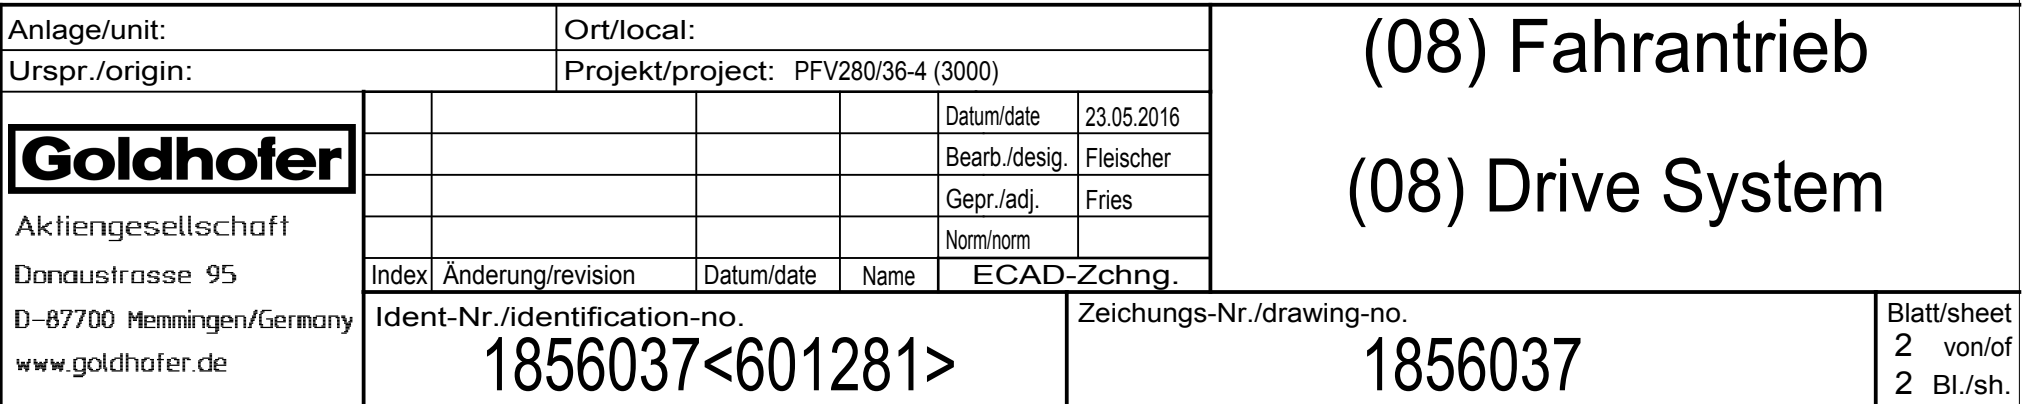 Anlage/unit:
Ort/local:
Urspr./origin:
Projekt/project: PFV280/36-4 (3000)
(08) Fahrantrieb
(08) Drive System
Goldhofer
Aktiengesellschaft
Donaustrasse 95
D-87700 Memmingen/Germany
www.goldhofer.de
Datum/date 23.05.2016
Bearb./desig. Fleischer
Gepr./adj. Fries
Norm/norm
Index Änderung/revision Datum/date Name ECAD-Zchng.
Ident-Nr./identification-no.
1856037<601281>
Zeichungs-Nr./drawing-no.
1856037
Blatt/sheet
2 von/of
2 Bl./sh.